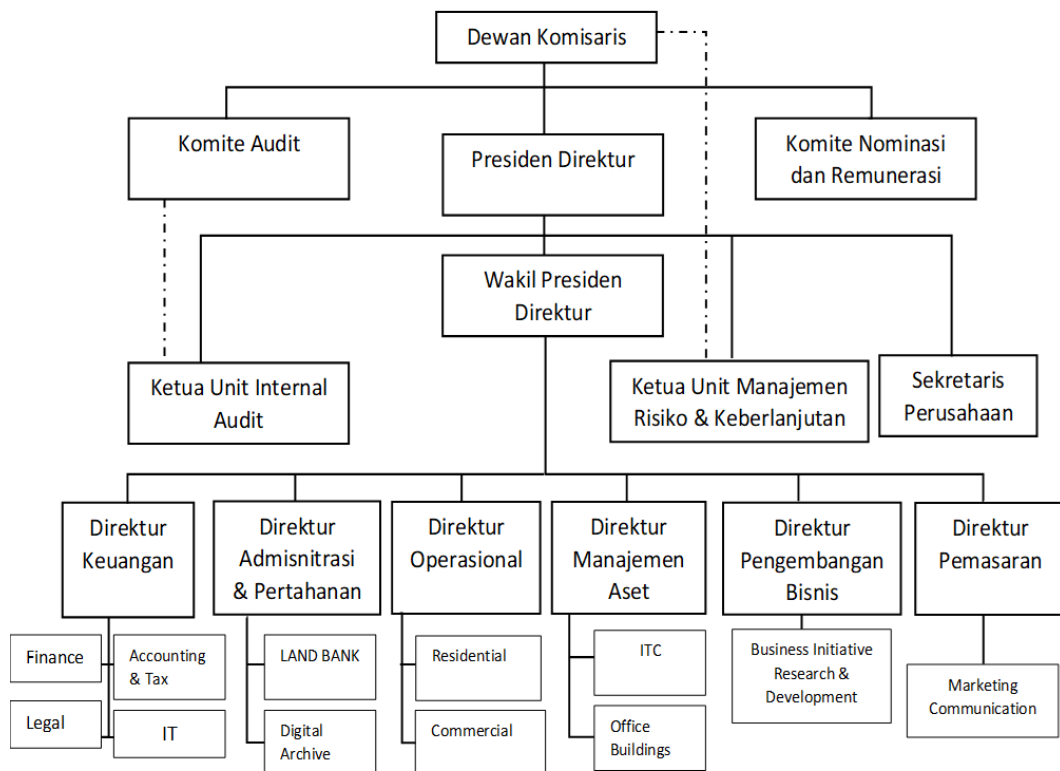 Dewan Komisaris
Komite Audit
Presiden Direktur
Komite Nominasi
dan Remunerasi
Wakil Presiden
Direktur
Ketua Unit Internal
Audit
Ketua Unit Manajemen
Risiko & Keberlanjutan
Sekretaris
Perusahaan
Direktur
Keuangan
Direktur
Admisnitrasi
& Pertahanan
Direktur
Operasional
Direktur
Manajemen
Aset
Direktur
Pengembangan
Bisnis
Direktur
Pemasaran
Finance
Accounting
& Tax
Legal
IT
LAND BANK
Digital
Archive
Residential
Commercial
ITC
Office
Buildings
Business Initiative
Research &
Development
Marketing
Communication